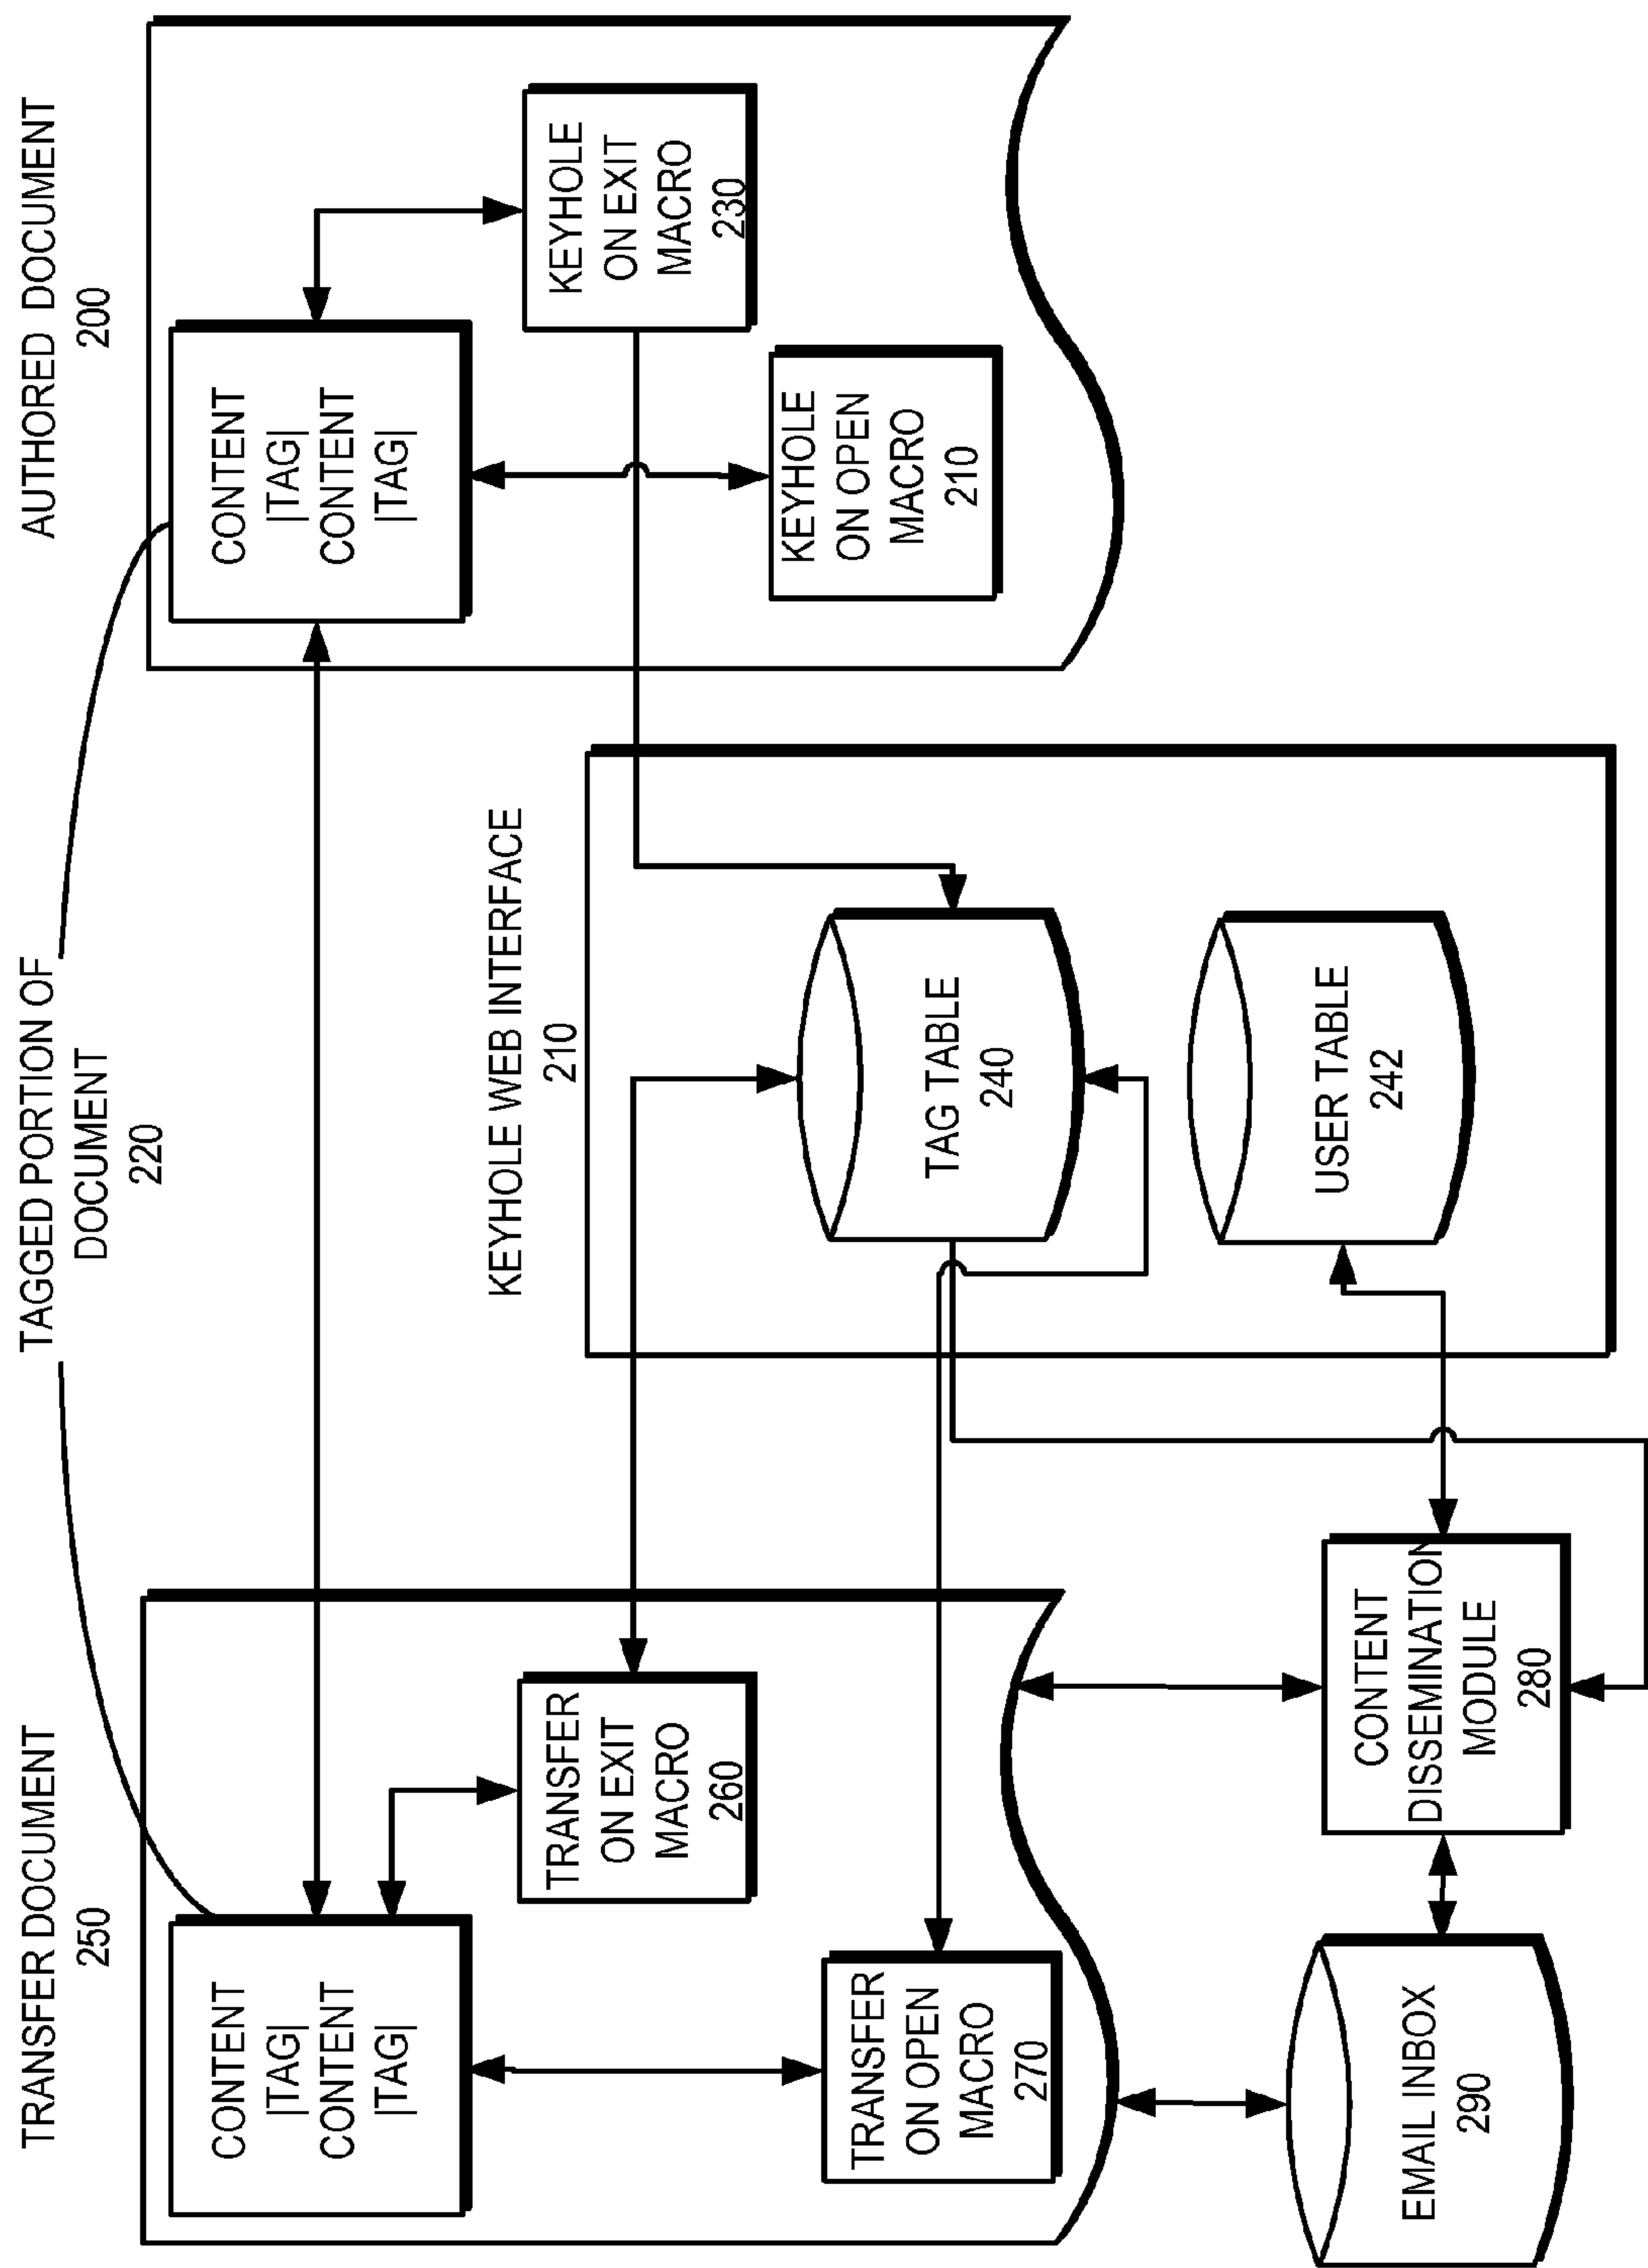 TRANSFER DOCUMENT
250
TAGGED PORTION OF
DOCUMENT
220
AUTHORED DOCUMENT
200
CONTENT
|TAG|
CONTENT
|TAG|
CONTENT
|TAG|
CONTENT
|TAG|
TRANSFER
ON EXIT
MACRO
260
KEYHOLE WEB INTERFACE
210
KEYHOLE
ON EXIT
MACRO
230
TRANSFER
ON OPEN
MACRO
270
TAG TABLE
240
KEYHOLE
ON OPEN
MACRO
210
EMAIL INBOX
290
CONTENT
DISSEMINATION
MODULE
280
USER TABLE
242